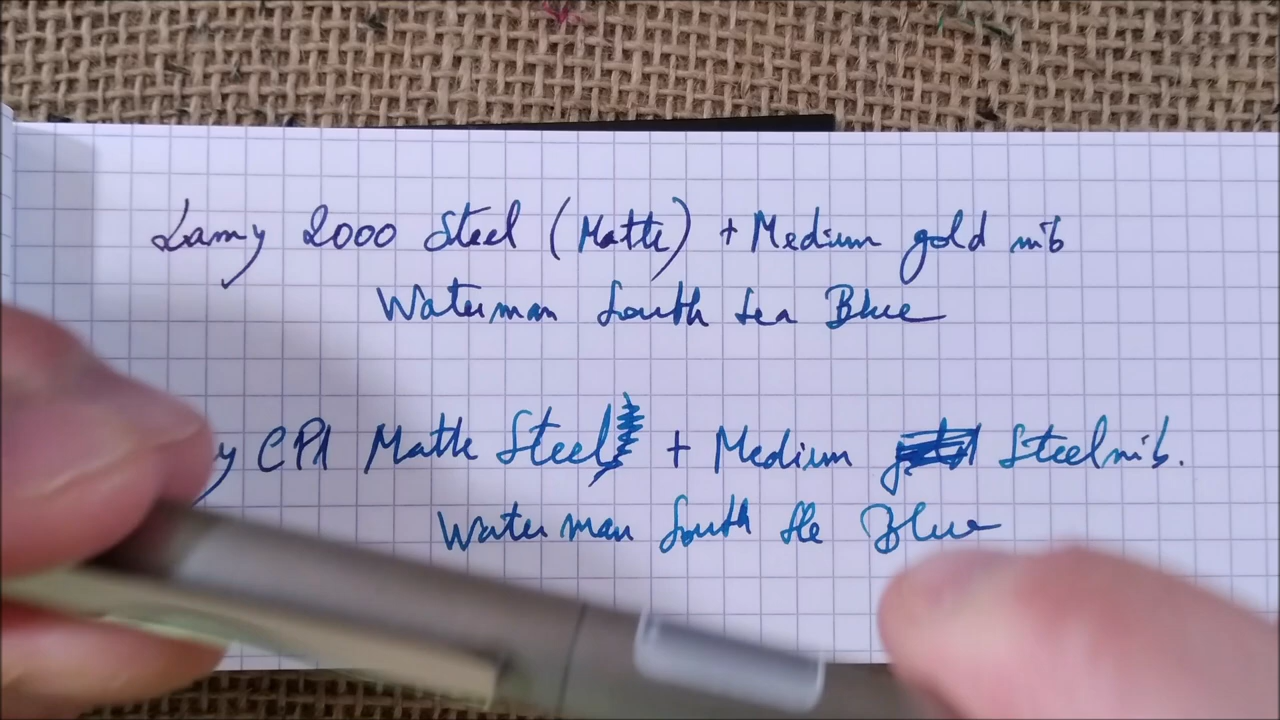 Lamy 2000 Steel (Matte) + Medium gold nib
Waterman South Sea Blue
y CP1 Matte Steel + Medium Steel nib.
Waterman South Se Blue